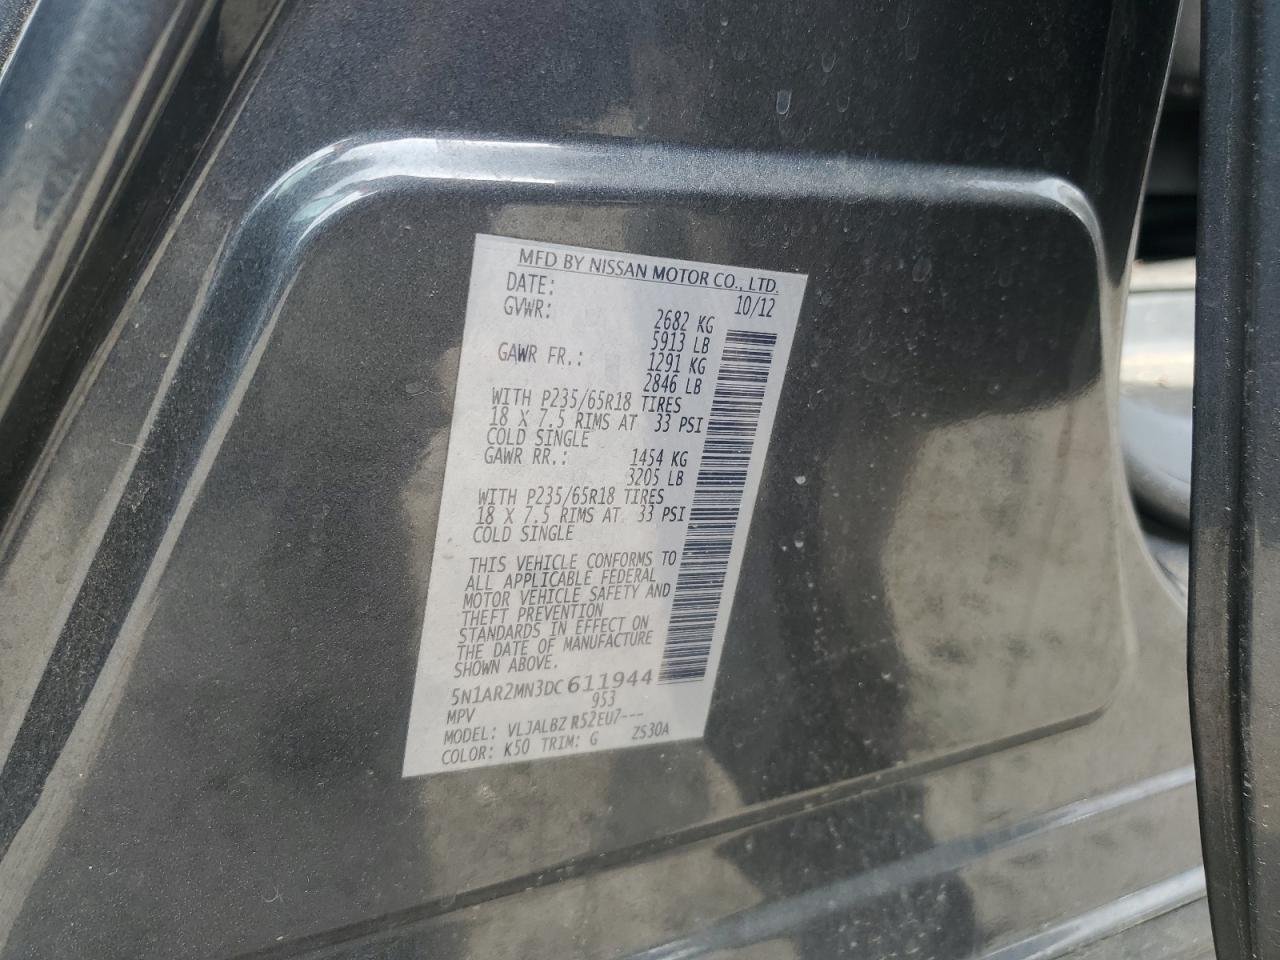 MFD BY NISSAN MOTOR CO., LTD.
DATE: 10/12
GVWR: 2682 KG
5913 LB
GAWR FR.: 1291 KG
2846 LB
WITH P235/65R18 TIRES
18 X 7.5 RIMS AT 33 PSI
COLD SINGLE
GAWR RR.: 1454 KG
3205 LB
WITH P235/65R18 TIRES
18 X 7.5 RIMS AT 33 PSI
COLD SINGLE
THIS VEHICLE CONFORMS TO
ALL APPLICABLE FEDERAL
MOTOR VEHICLE SAFETY AND
THEFT PREVENTION
STANDARDS IN EFFECT ON
THE DATE OF MANUFACTURE
SHOWN ABOVE.
5N1AR2MN3DC611944
MPV 953
MODEL: VLJALBZ R52EU7---
COLOR: K50 TRIM: G ZS30A